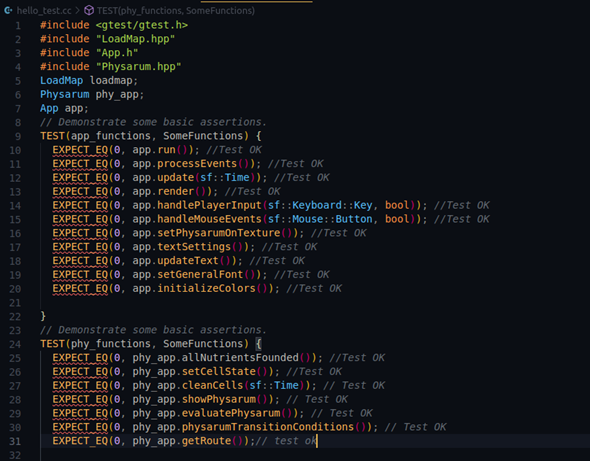 hello_test.cc > TEST(phy_functions, SomeFunctions)
1 #include <gtest/gtest.h>
2 #include "LoadMap.hpp"
3 #include "App.h"
4 #include "Physarum.hpp"
5 LoadMap loadmap;
6 Physarum phy_app;
7 App app;
8 // Demonstrate some basic assertions.
9 TEST(app_functions, SomeFunctions) {
10 EXPECT_EQ(0, app.run()); //Test OK
11 EXPECT_EQ(0, app.processEvents()); //Test OK
12 EXPECT_EQ(0, app.update(sf::Time)); //Test OK
13 EXPECT_EQ(0, app.render()); //Test OK
14 EXPECT_EQ(0, app.handlePlayerInput(sf::Keyboard::Key, bool)); //Test OK
15 EXPECT_EQ(0, app.handleMouseEvents(sf::Mouse::Button, bool)); //Test OK
16 EXPECT_EQ(0, app.setPhysarumOnTexture()); //Test OK
17 EXPECT_EQ(0, app.textSettings()); //Test OK
18 EXPECT_EQ(0, app.updateText()); //Test OK
19 EXPECT_EQ(0, app.setGeneralFont()); //Test OK
20 EXPECT_EQ(0, app.initializeColors()); //Test OK
21
22 }
23 // Demonstrate some basic assertions.
24 TEST(phy_functions, SomeFunctions) {
25 EXPECT_EQ(0, phy_app.allNutrientsFounded()); //Test OK
26 EXPECT_EQ(0, phy_app.setCellState()); //Test OK
27 EXPECT_EQ(0, phy_app.cleanCells(sf::Time)); // Test OK
28 EXPECT_EQ(0, phy_app.showPhysarum()); // Test OK
29 EXPECT_EQ(0, phy_app.evaluatePhysarum()); // Test OK
30 EXPECT_EQ(0, phy_app.physarumTransitionConditions()); // Test OK
31 EXPECT_EQ(0, phy_app.getRoute());// test ok
32